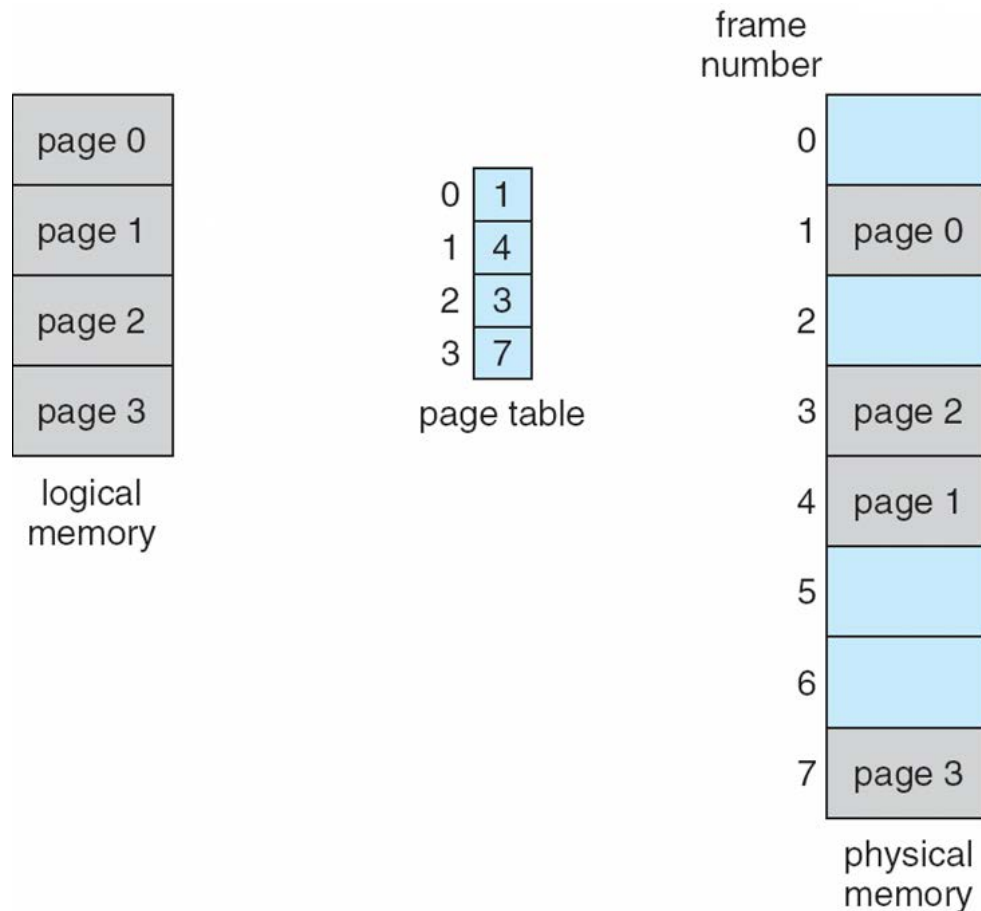 page 0
page 1
page 2
page 3
logical
memory
0 1
1 4
2 3
3 7
page table
frame
number
0
1 page 0
2
3 page 2
4 page 1
5
6
7 page 3
physical
memory